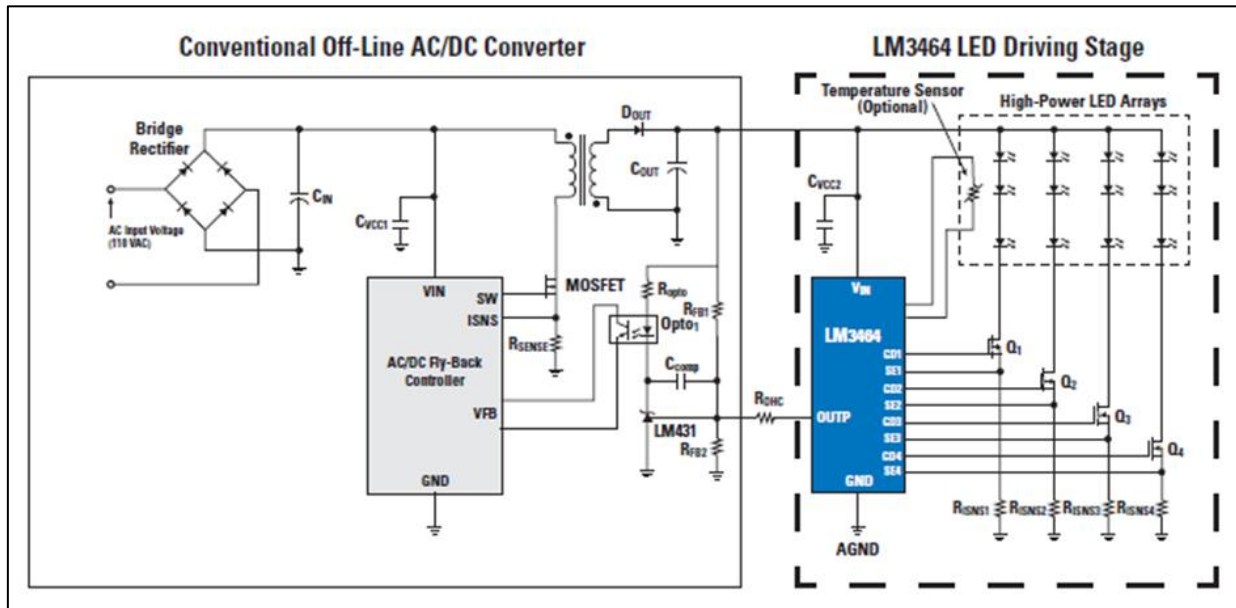 Conventional Off-Line AC/DC Converter
LM3464 LED Driving Stage
Temperature Sensor
(Optional)
High-Power LED Arrays
Bridge
Rectifier
DOUT
COUT
CIN
CVCC1
CVCC2
AC Input Voltage
(110 VAC)
MOSFET
VIN
SW
ISNS
RSENSE
AC/DC Fly-Back
Controller
VFB
GND
Ropto
Opto1
RFB1
Ccomp
LM431
RFB2
RDHC
VIN
LM3464
OUTP
CD1
SE1
CD2
SE2
CD3
SE3
CD4
SE4
GND
AGND
Q1
Q2
Q3
Q4
RISNS1
RISNS2
RISNS3
RISNS4